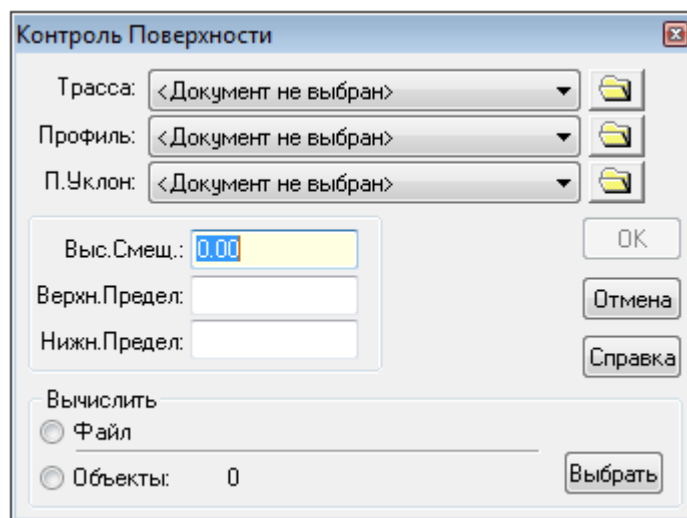 Контроль Поверхности
Трасса: <Документ не выбран>
Профиль: <Документ не выбран>
П.Уклон: <Документ не выбран>
Выс.Смещ.: 0.00
OK
Верхн.Предел:
Отмена
Нижн.Предел:
Справка
Вычислить
Файл
Объекты: 0
Выбрать